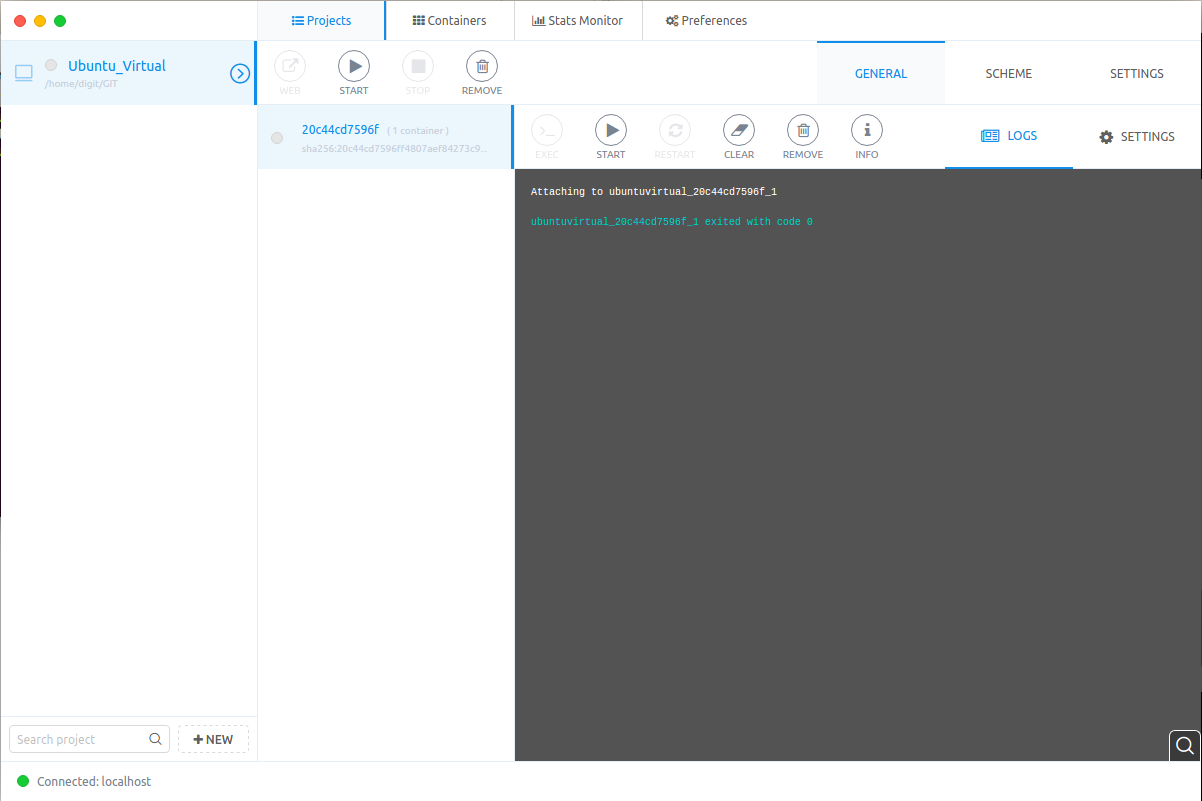 Projects
Containers
Stats Monitor
Preferences
Ubuntu_Virtual
/home/digit/GIT
WEB
START
STOP
REMOVE
GENERAL
SCHEME
SETTINGS
20c44cd7596f ( 1 container )
sha256:20c44cd7596ff4807aef84273c9...
EXEC
START
RESTART
CLEAR
REMOVE
INFO
LOGS
SETTINGS
Attaching to ubuntuvirtual_20c44cd7596f_1
ubuntuvirtual_20c44cd7596f_1 exited with code 0
Search project
NEW
Connected: localhost